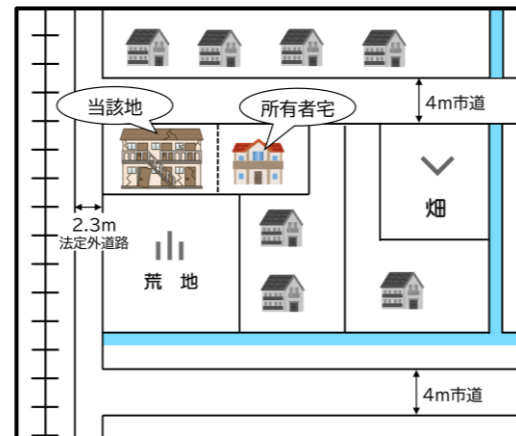 当該地
所有者宅
4m市道
2.3m
法定外道路
荒 地
畑
4m市道